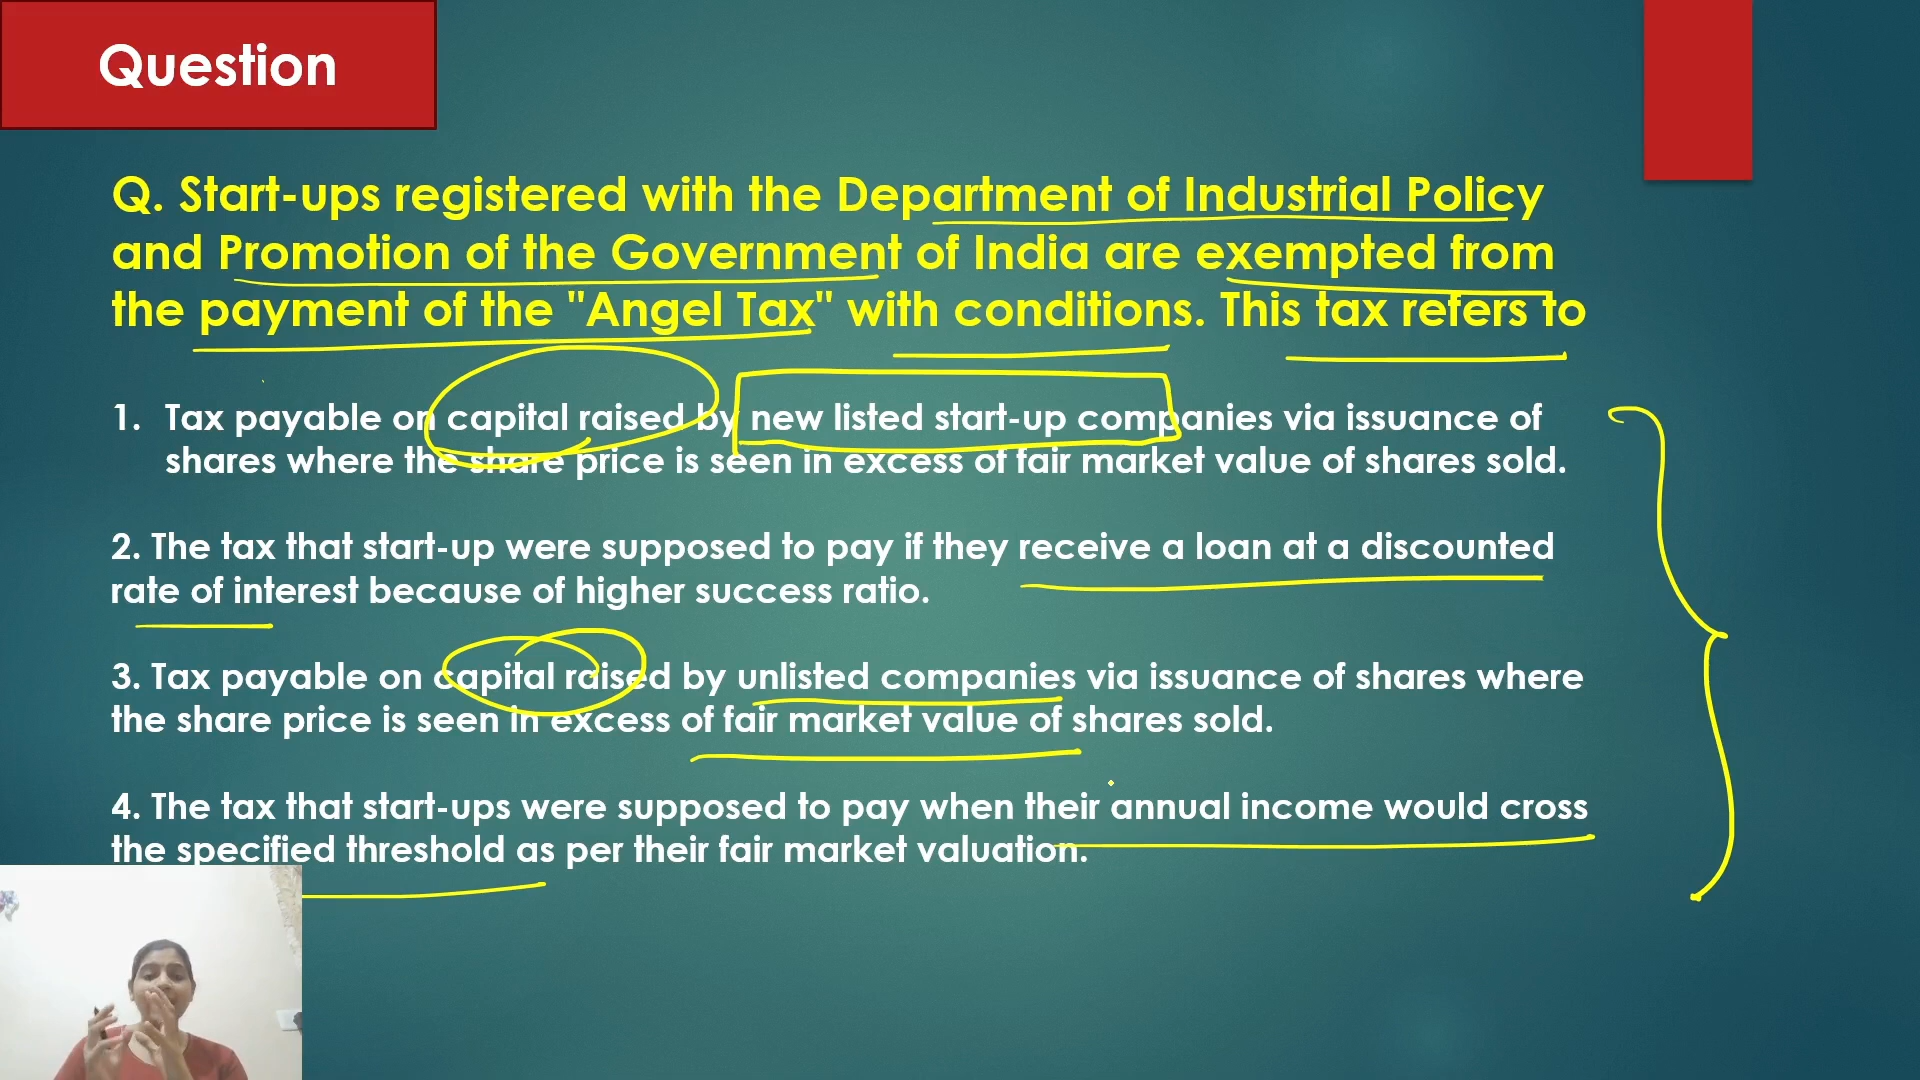 Question
Q. Start-ups registered with the Department of Industrial Policy
and Promotion of the Government of India are exempted from
the payment of the "Angel Tax" with conditions. This tax refers to
1. Tax payable on capital raised by new listed start-up companies via issuance of
shares where the share price is seen in excess of fair market value of shares sold.
2. The tax that start-up were supposed to pay if they receive a loan at a discounted
rate of interest because of higher success ratio.
3. Tax payable on capital raised by unlisted companies via issuance of shares where
the share price is seen in excess of fair market value of shares sold.
4. The tax that start-ups were supposed to pay when their annual income would cross
the specified threshold as per their fair market valuation.